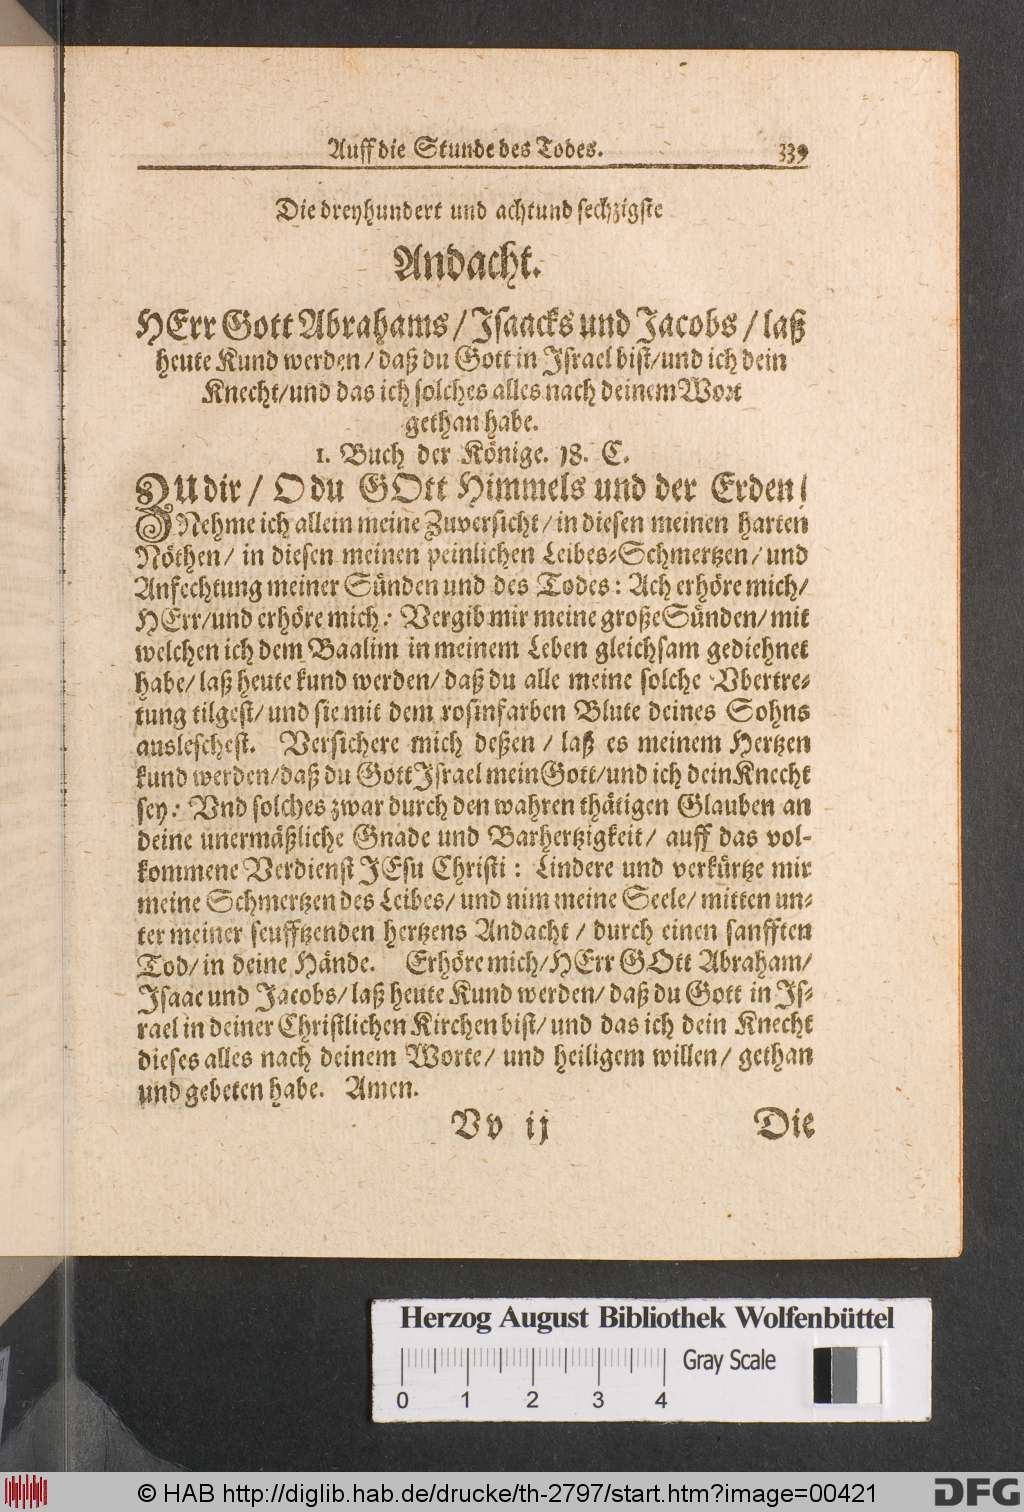 Auff die Stunde des Todes. 339
Die dreyhundert und achtund sechzigste
Andacht.
HErr Gott Abrahams / Isaacks und Jacobs / laß
heute Kund werden / daß du Gott in Israel bist / und ich dein
Knecht / und das ich solches alles nach deinem Wort
gethan habe.
1. Buch der Könige. 18. C.
ZU dir / O du GOtt Himmels und der Erden /
Nehme ich allein meine Zuversicht / in diesen meinen harten
Nöthen / in diesen meinen peinlichen Leibes-Schmertzen / und
Anfechtung meiner Sünden und des Todes: Ach erhöre mich /
HErr / und erhöre mich: Vergib mir meine große Sünden / mit
welchen ich dem Baalim in meinem Leben gleichsam gediehnet
habe / laß heute kund werden / daß du alle meine solche Vbertre-
tung tilgest / und sie mit dem rosinfarben Blute deines Sohns
ausleschest. Versichere mich deßen / laß es meinem Hertzen
kund werden / daß du Gott Israel mein Gott / und ich dein Knecht
sey: Vnd solches zwar durch den wahren thätigen Glauben an
deine unermäßliche Gnade und Barhertzigkeit / auff das vol-
kommene Verdienst JEsu Christi: Lindere und verkürtze mir
meine Schmertzen des Leibes / und nim meine Seele / mitten un-
ter meiner seufftzenden hertzens Andacht / durch einen sanfften
Tod / in deine Hände. Erhöre mich / HErr GOtt Abraham /
Isaac und Jacobs / laß heute Kund werden / daß du Gott in Is-
rael in deiner Christlichen Kirchen bist / und das ich dein Knecht
dieses alles nach deinem Worte / und heiligem willen / gethan
und gebeten habe. Amen.
Vv ij Die
Herzog August Bibliothek Wolfenbüttel
Gray Scale
0 1 2 3 4
© HAB http://diglib.hab.de/drucke/th-2797/start.htm?image=00421
DFG